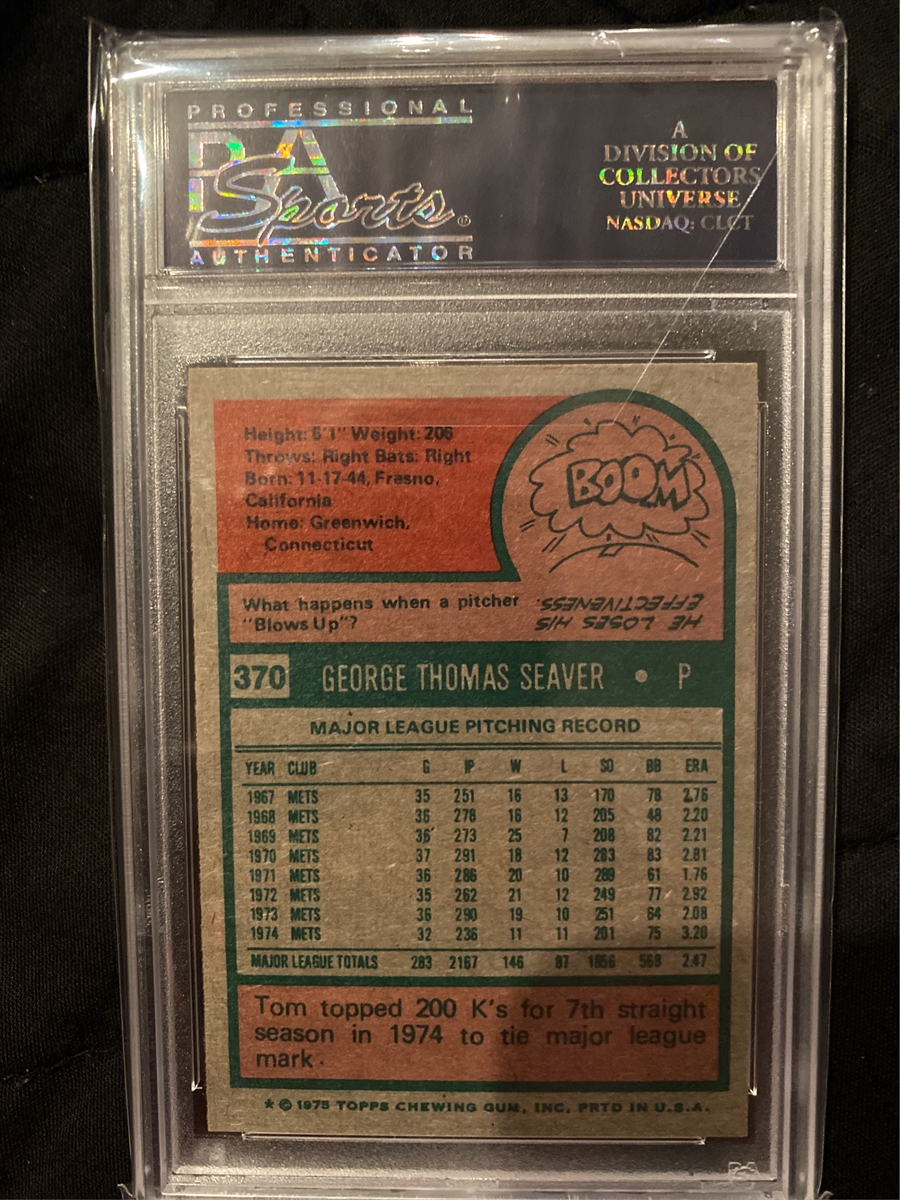 PROFESSIONAL
PSA
Sports
AUTHENTICATOR
A
DIVISION OF
COLLECTORS
UNIVERSE
NASDAQ: CLCT
Height: 6'1" Weight: 206
Throws: Right Bats: Right
Born: 11-17-44, Fresno,
California
Home: Greenwich,
Connecticut
BOOM
What happens when a pitcher
"Blows Up"?
HE LOSES HIS
EFFECTIVENESS.
370 GEORGE THOMAS SEAVER • P
MAJOR LEAGUE PITCHING RECORD
YEAR CLUB G IP W L SO BB ERA
1967 METS 35 251 16 13 170 78 2.76
1968 METS 36 278 16 12 205 48 2.20
1969 METS 36 273 25 7 208 82 2.21
1970 METS 37 291 18 12 283 83 2.81
1971 METS 36 286 20 10 289 61 1.76
1972 METS 35 262 21 12 249 77 2.92
1973 METS 36 290 19 10 251 64 2.08
1974 METS 32 236 11 11 201 75 3.20
MAJOR LEAGUE TOTALS 283 2167 146 87 1856 568 2.47
Tom topped 200 K's for 7th straight
season in 1974 to tie major league
mark.
* © 1975 TOPPS CHEWING GUM, INC. PRTD IN U.S.A.
PSA